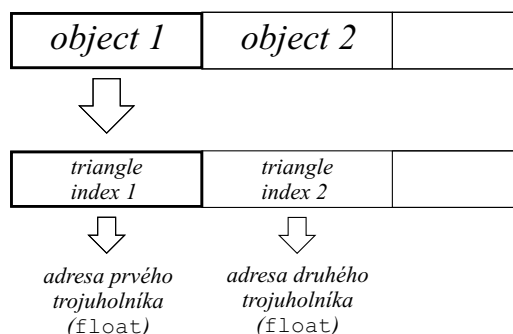 object 1 object 2
triangle triangle
index 1 index 2
adresa prvého adresa druhého
trojuholníka trojuholníka
(float) (float)